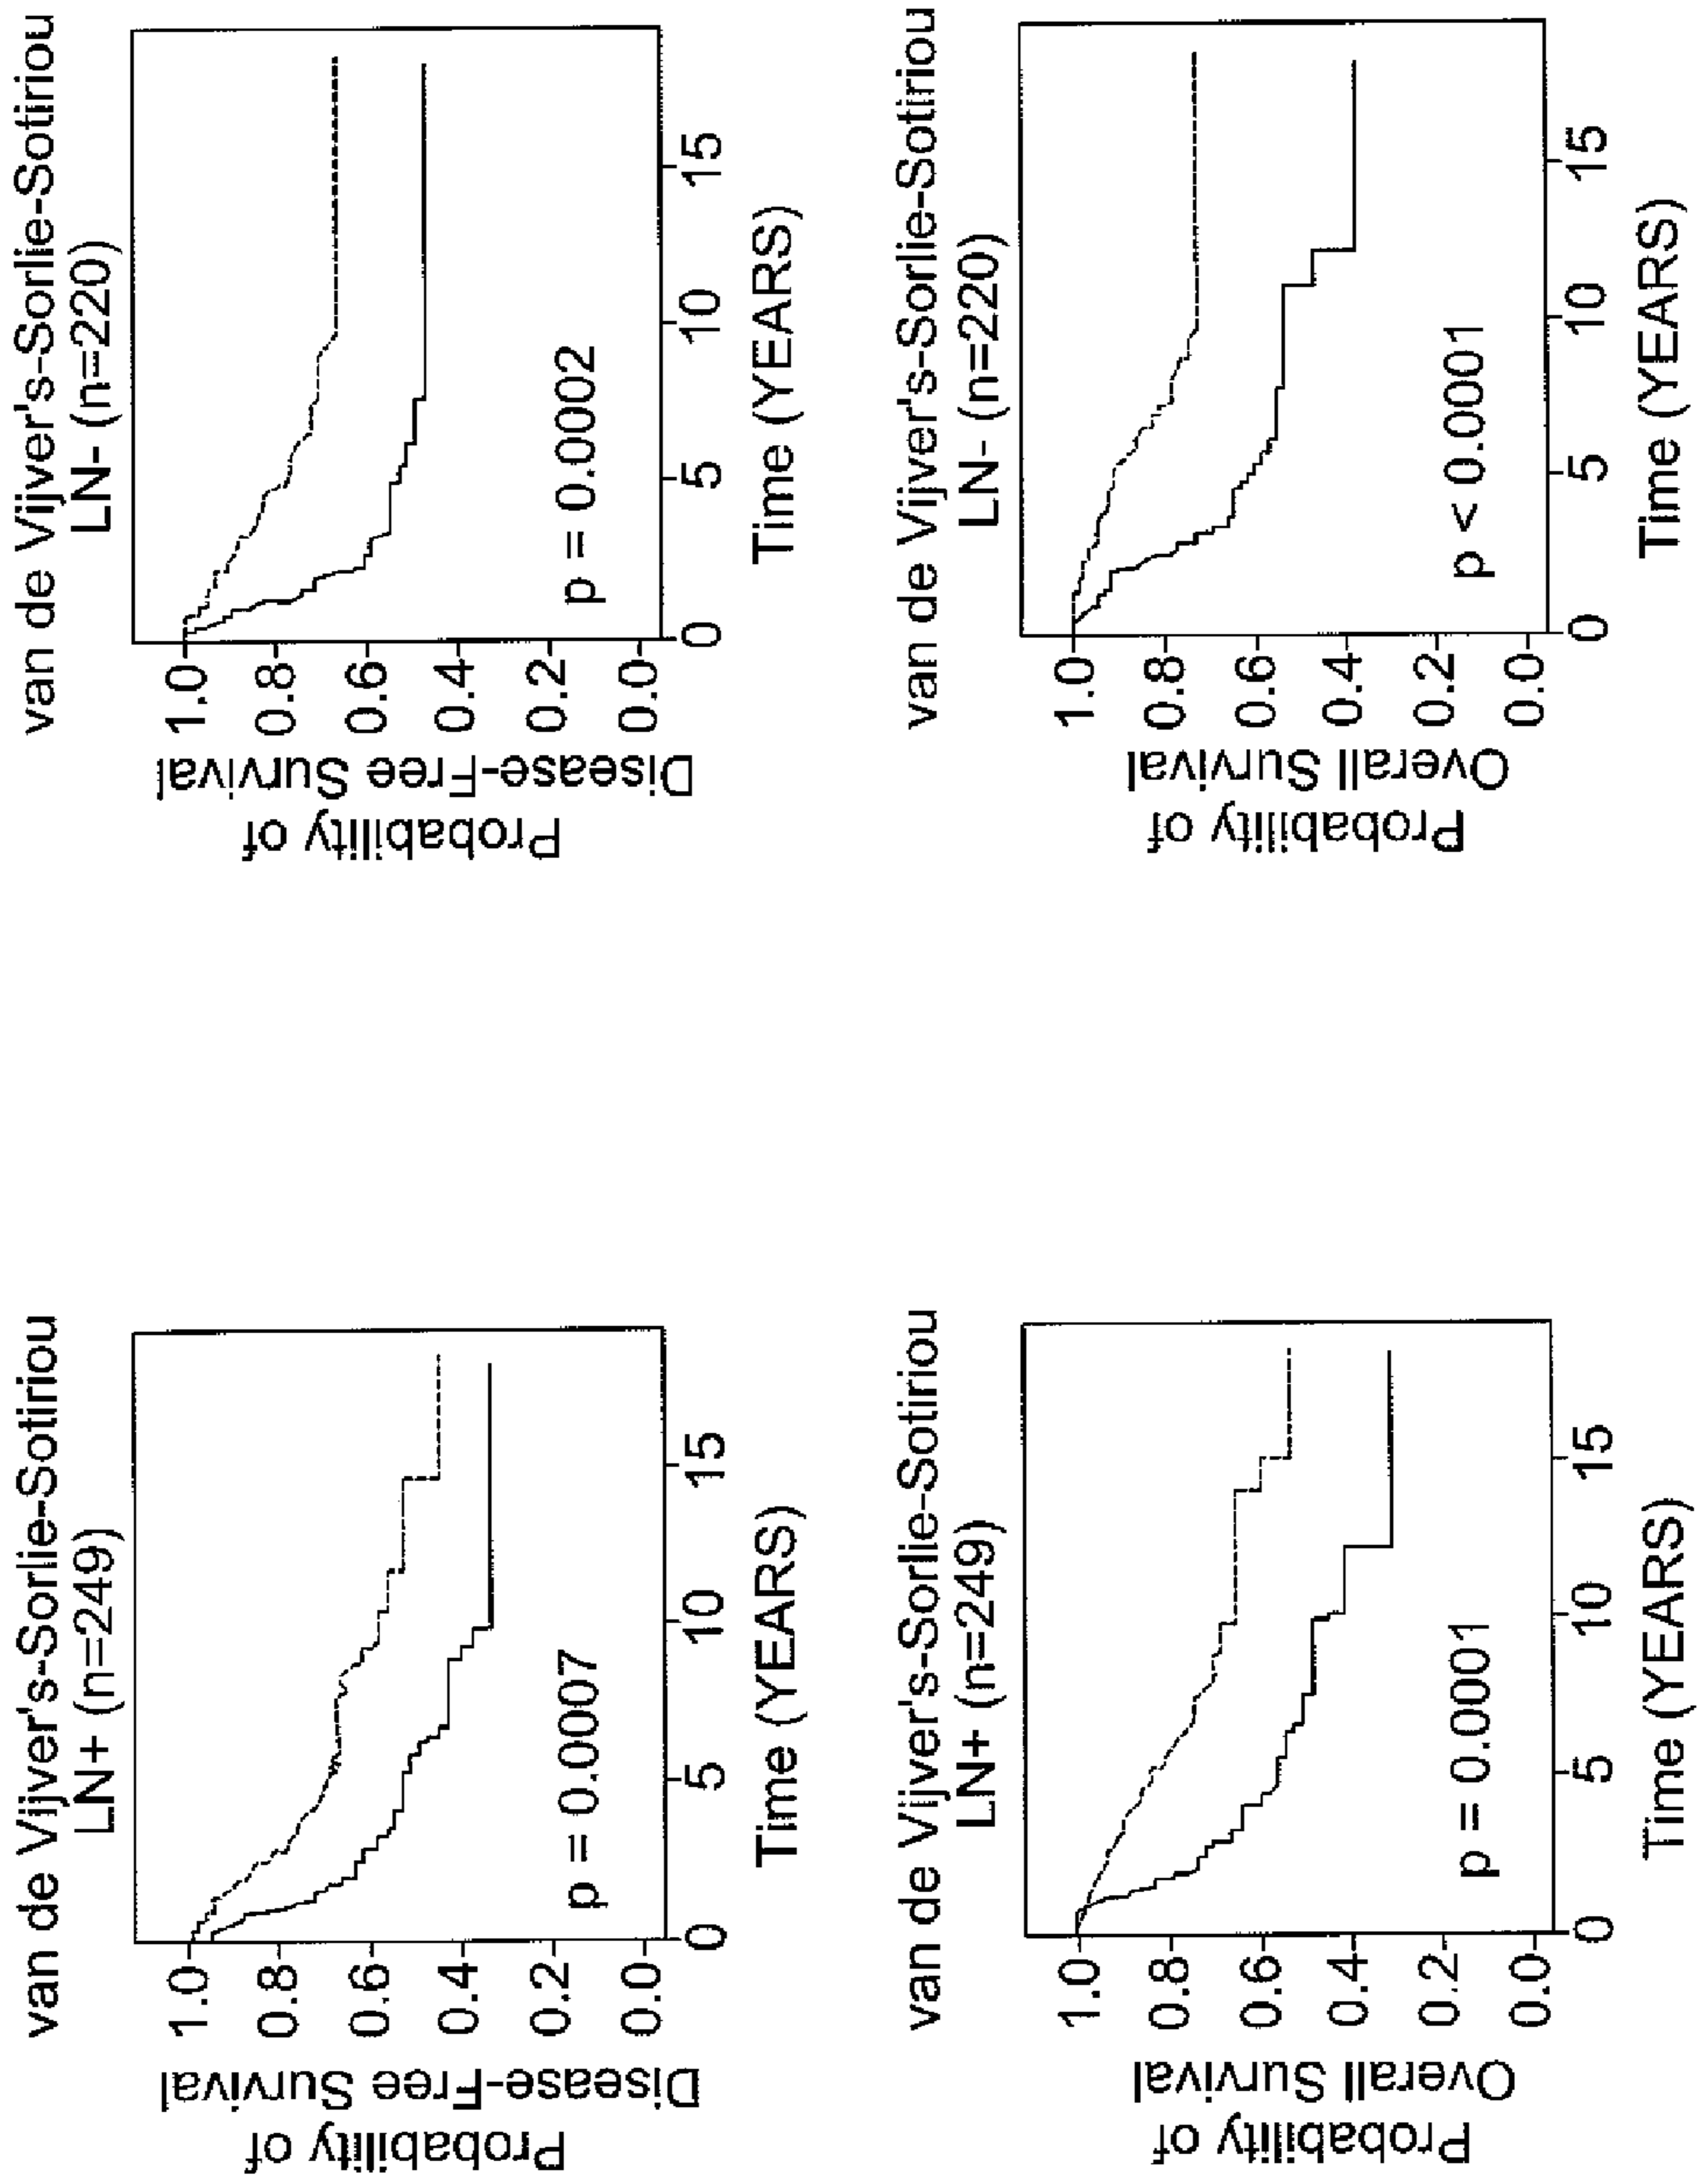 van de Vijver's-Sorlie-Sotiriou
LN+ (n=249)
Probability of
Disease-Free Survival
1.0
0.8
0.6
0.4
0.2
0.0
p = 0.0007
0 5 10 15
Time (YEARS)
van de Vijver's-Sorlie-Sotiriou
LN- (n=220)
Probability of
Disease-Free Survival
1.0
0.8
0.6
0.4
0.2
0.0
p = 0.0002
0 5 10 15
Time (YEARS)
van de Vijver's-Sorlie-Sotiriou
LN+ (n=249)
Probability of
Overall Survival
1.0
0.8
0.6
0.4
0.2
0.0
p = 0.0001
0 5 10 15
Time (YEARS)
van de Vijver's-Sorlie-Sotiriou
LN- (n=220)
Probability of
Overall Survival
1.0
0.8
0.6
0.4
0.2
0.0
p < 0.0001
0 5 10 15
Time (YEARS)